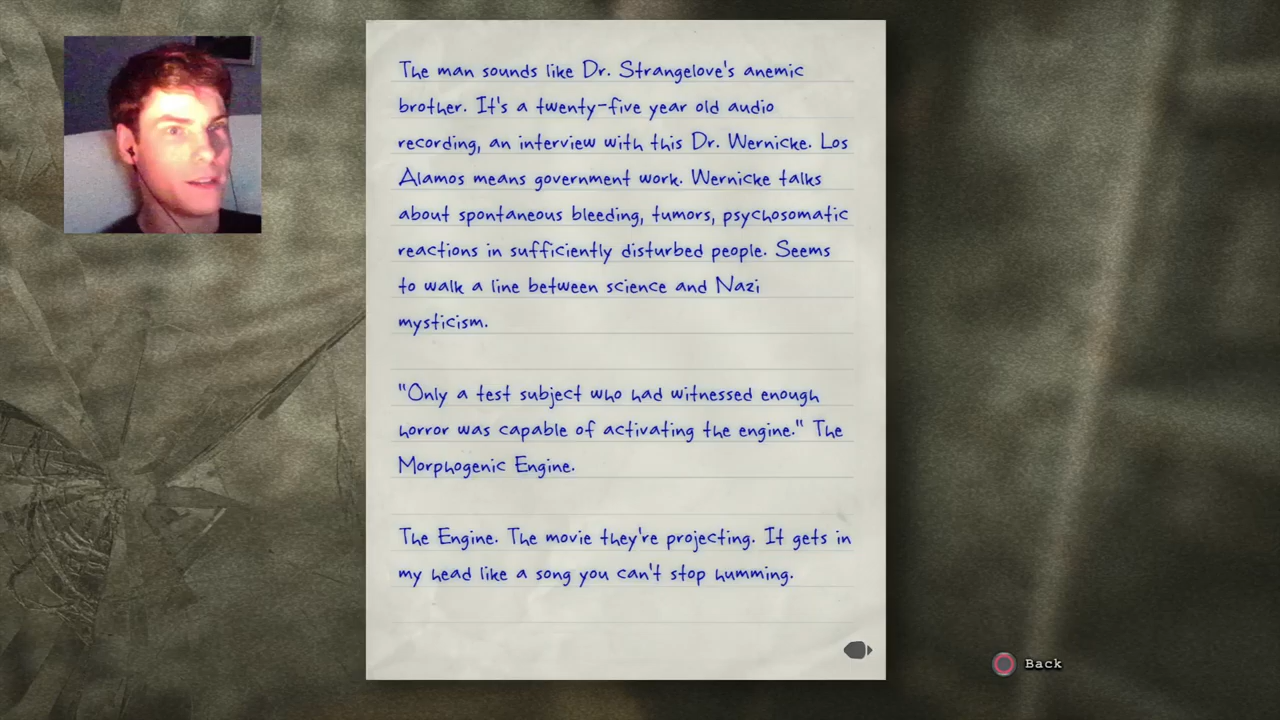 The man sounds like Dr. Strangelove's anemic
brother. It's a twenty-five year old audio
recording, an interview with this Dr. Wernicke. Los
Alamos means government work. Wernicke talks
about spontaneous bleeding, tumors, psychosomatic
reactions in sufficiently disturbed people. Seems
to walk a line between science and Nazi
mysticism.
"Only a test subject who had witnessed enough
horror was capable of activating the engine." The
Morphogenic Engine.
The Engine. The movie they're projecting. It gets in
my head like a song you can't stop humming.
Back